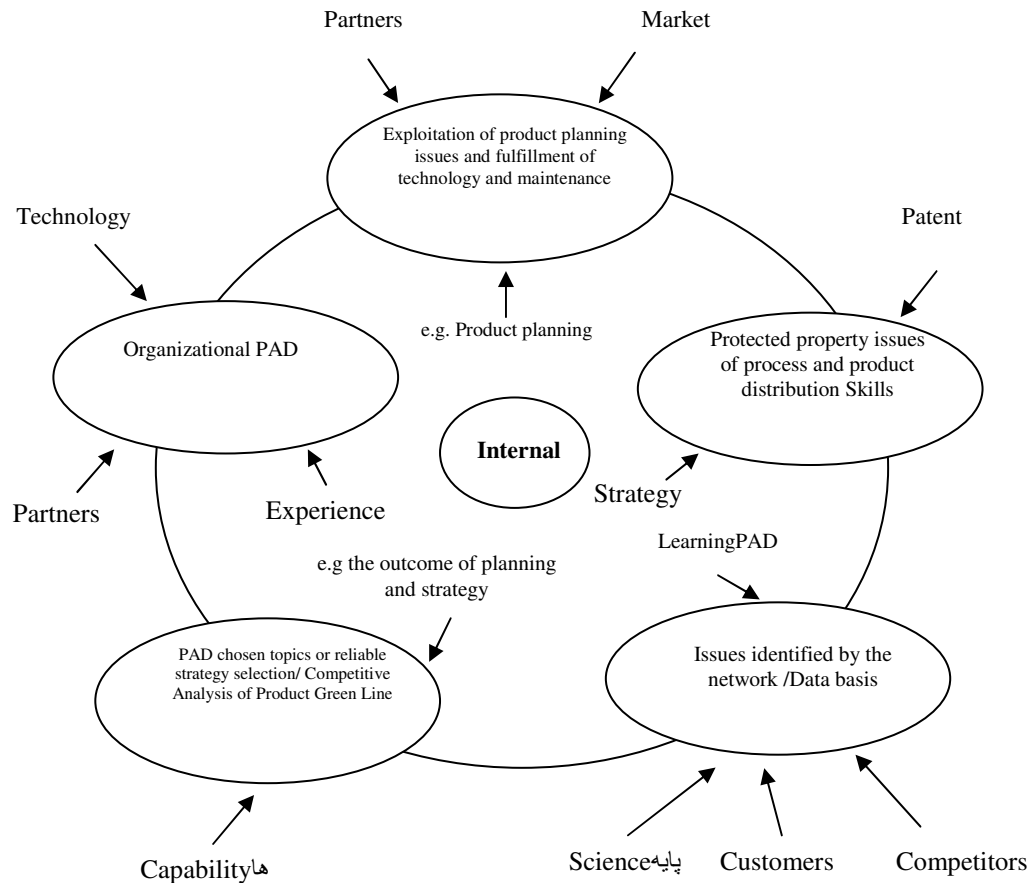 Partners
Market
Exploitation of product planning
issues and fulfillment of
technology and maintenance
Technology
Patent
e.g. Product planning
Organizational PAD
Protected property issues
of process and product
distribution Skills
Internal
Strategy
Partners
Experience
LearningPAD
e.g the outcome of planning
and strategy
PAD chosen topics or reliable
strategy selection/ Competitive
Analysis of Product Green Line
Issues identified by the
network /Data basis
Capabilityها
Scienceپایه
Customers
Competitors